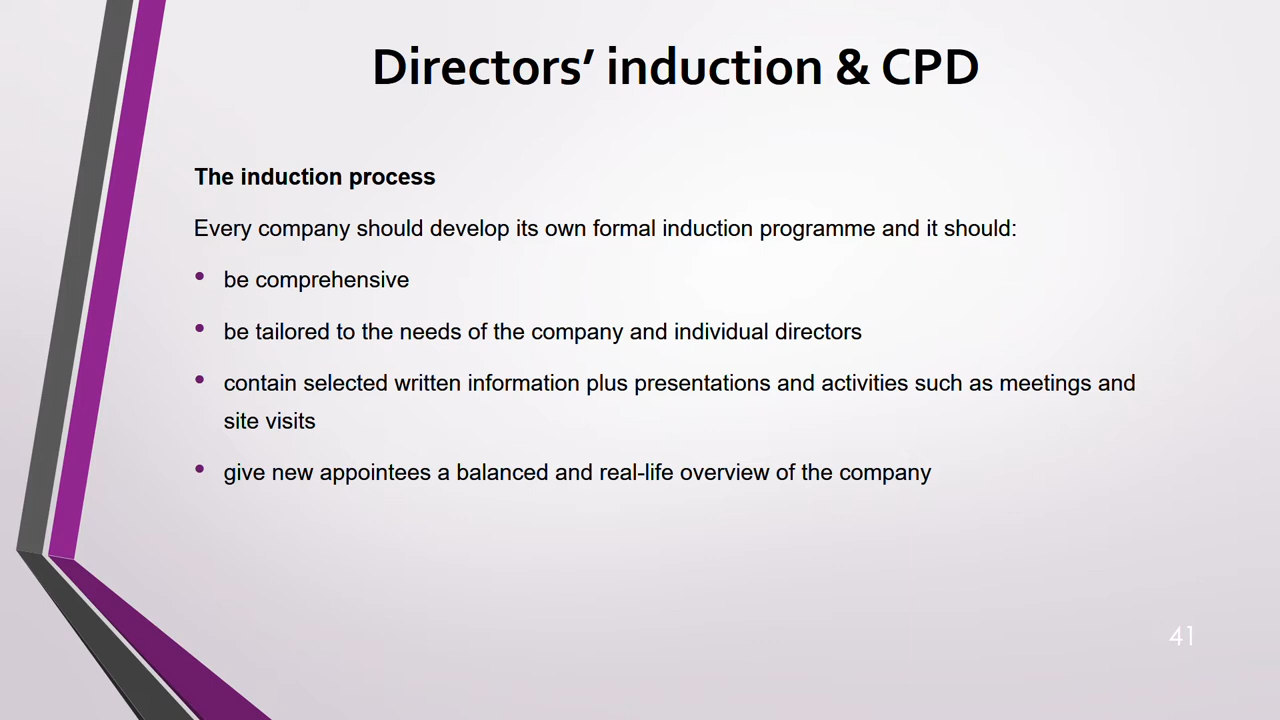 Directors’ induction & CPD
The induction process
Every company should develop its own formal induction programme and it should:
• be comprehensive
• be tailored to the needs of the company and individual directors
• contain selected written information plus presentations and activities such as meetings and
site visits
• give new appointees a balanced and real-life overview of the company
41